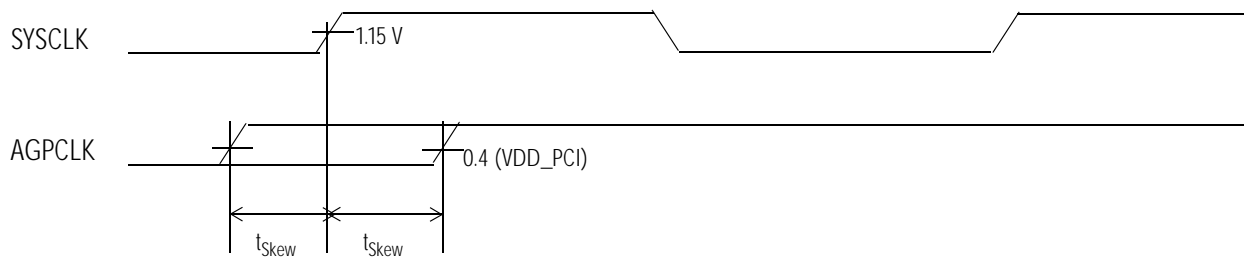 SYSCLK
1.15 V
AGPCLK
0.4 (VDD_PCI)
tSkew tSkew